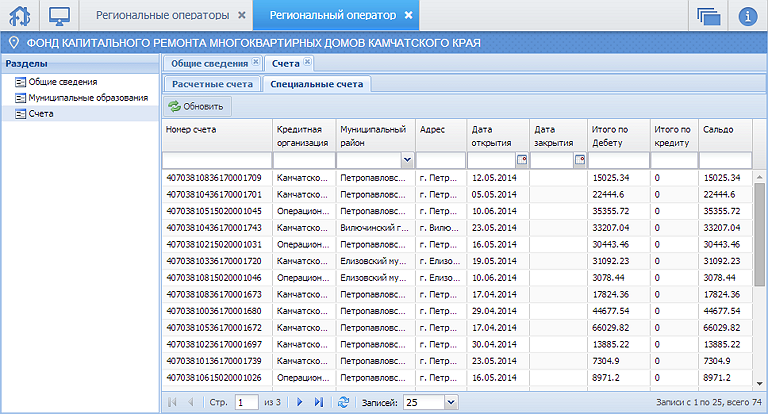 Региональные операторы ×
Региональный оператор ×
ФОНД КАПИТАЛЬНОГО РЕМОНТА МНОГОКВАРТИРНЫХ ДОМОВ КАМЧАТСКОГО КРАЯ
Разделы
Общие сведения
Муниципальные образования
Счета
Общие сведения
Счета
Расчетные счета
Специальные счета
Обновить
Номер счета Кредитная организация Муниципальный район Адрес Дата открытия Дата закрытия Итого по Дебету Итого по кредиту Сальдо
40703810836170001709 Камчатско... Петропавловс... г. Петр... 12.05.2014 15025.34 0 15025.34
40703810436170001701 Камчатско... Петропавловс... г. Петр... 05.05.2014 22444.6 0 22444.6
40703810515020001045 Операцион... Петропавловс... г. Петр... 10.06.2014 35355.72 0 35355.72
40703810436170001743 Камчатско... Вилючинский г... г. Вилю... 23.05.2014 33207.04 0 33207.04
40703810215020001031 Операцион... Петропавловс... г. Петр... 16.05.2014 30443.46 0 30443.46
40703810336170001720 Камчатско... Елизовский му... г. Елизо... 19.05.2014 31092.23 0 31092.23
40703810815020001046 Операцион... Елизовский му... г. Елизо... 10.06.2014 3078.44 0 3078.44
40703810836170001673 Камчатско... Петропавловс... г. Петр... 17.04.2014 17824.36 0 17824.36
40703810036170001680 Камчатско... Петропавловс... г. Петр... 29.04.2014 44677.54 0 44677.54
40703810536170001672 Камчатско... Петропавловс... г. Петр... 17.04.2014 66029.82 0 66029.82
40703810236170001697 Камчатско... Петропавловс... г. Петр... 30.04.2014 13885.22 0 13885.22
40703810136170001739 Камчатско... Петропавловс... г. Петр... 23.05.2014 7304.9 0 7304.9
40703810615020001026 Операцион... Петропавловс... г. Петр... 16.05.2014 8971.2 0 8971.2
Стр. 1 из 3 Записей: 25 Записи с 1 по 25, всего 74